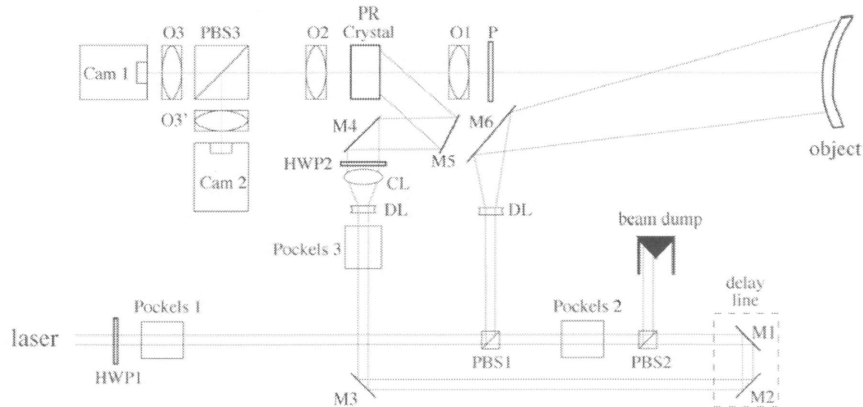 O3 PBS3 O2 PR Crystal O1 P
Cam 1
O3'
M4
M6
M5
HWP2
CL
Cam 2
DL
DL
object
beam dump
Pockels 3
delay line
Pockels 1
Pockels 2
laser
M1
PBS1
PBS2
HWP1
M3
M2